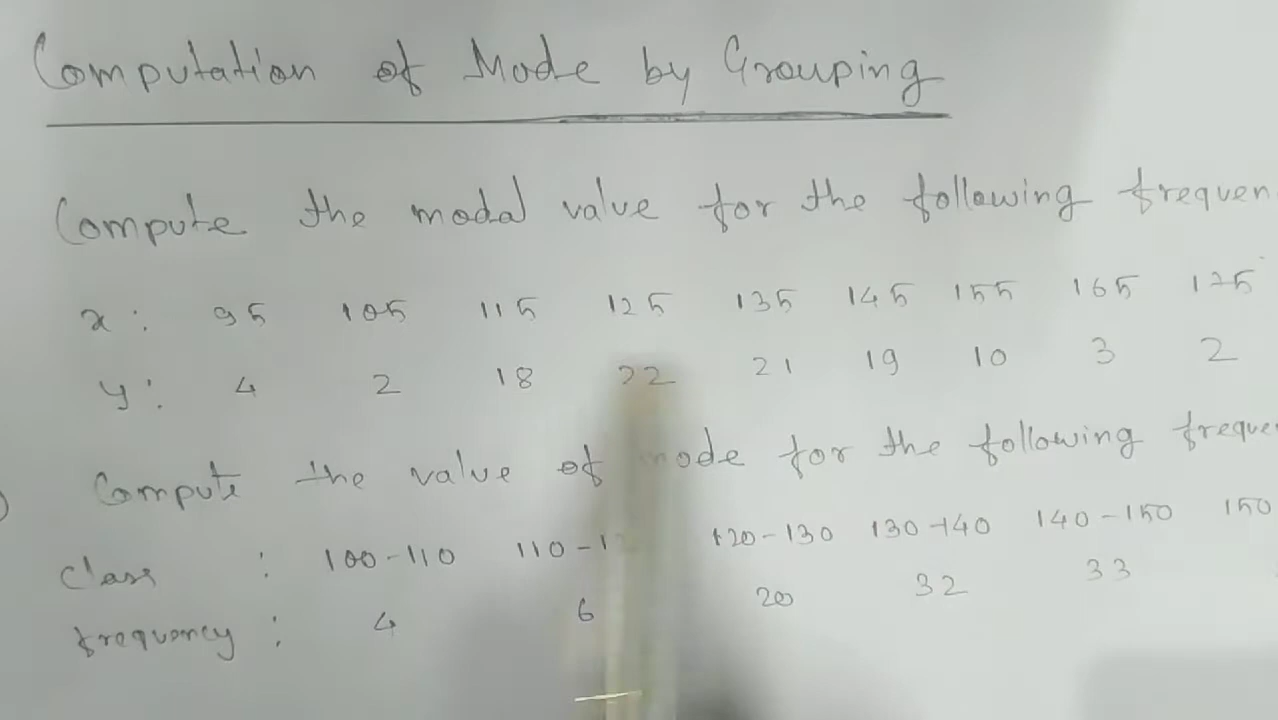 Computation of Mode by Grouping
Compute the modal value for the following frequen
x : 95 105 115 125 135 145 155 165 175
y : 4 2 18 22 21 19 10 3 2
) Compute the value of mode for the following freque
class : 100-110 110-1 120-130 130-140 140-150 150
frequency : 4 6 20 32 33